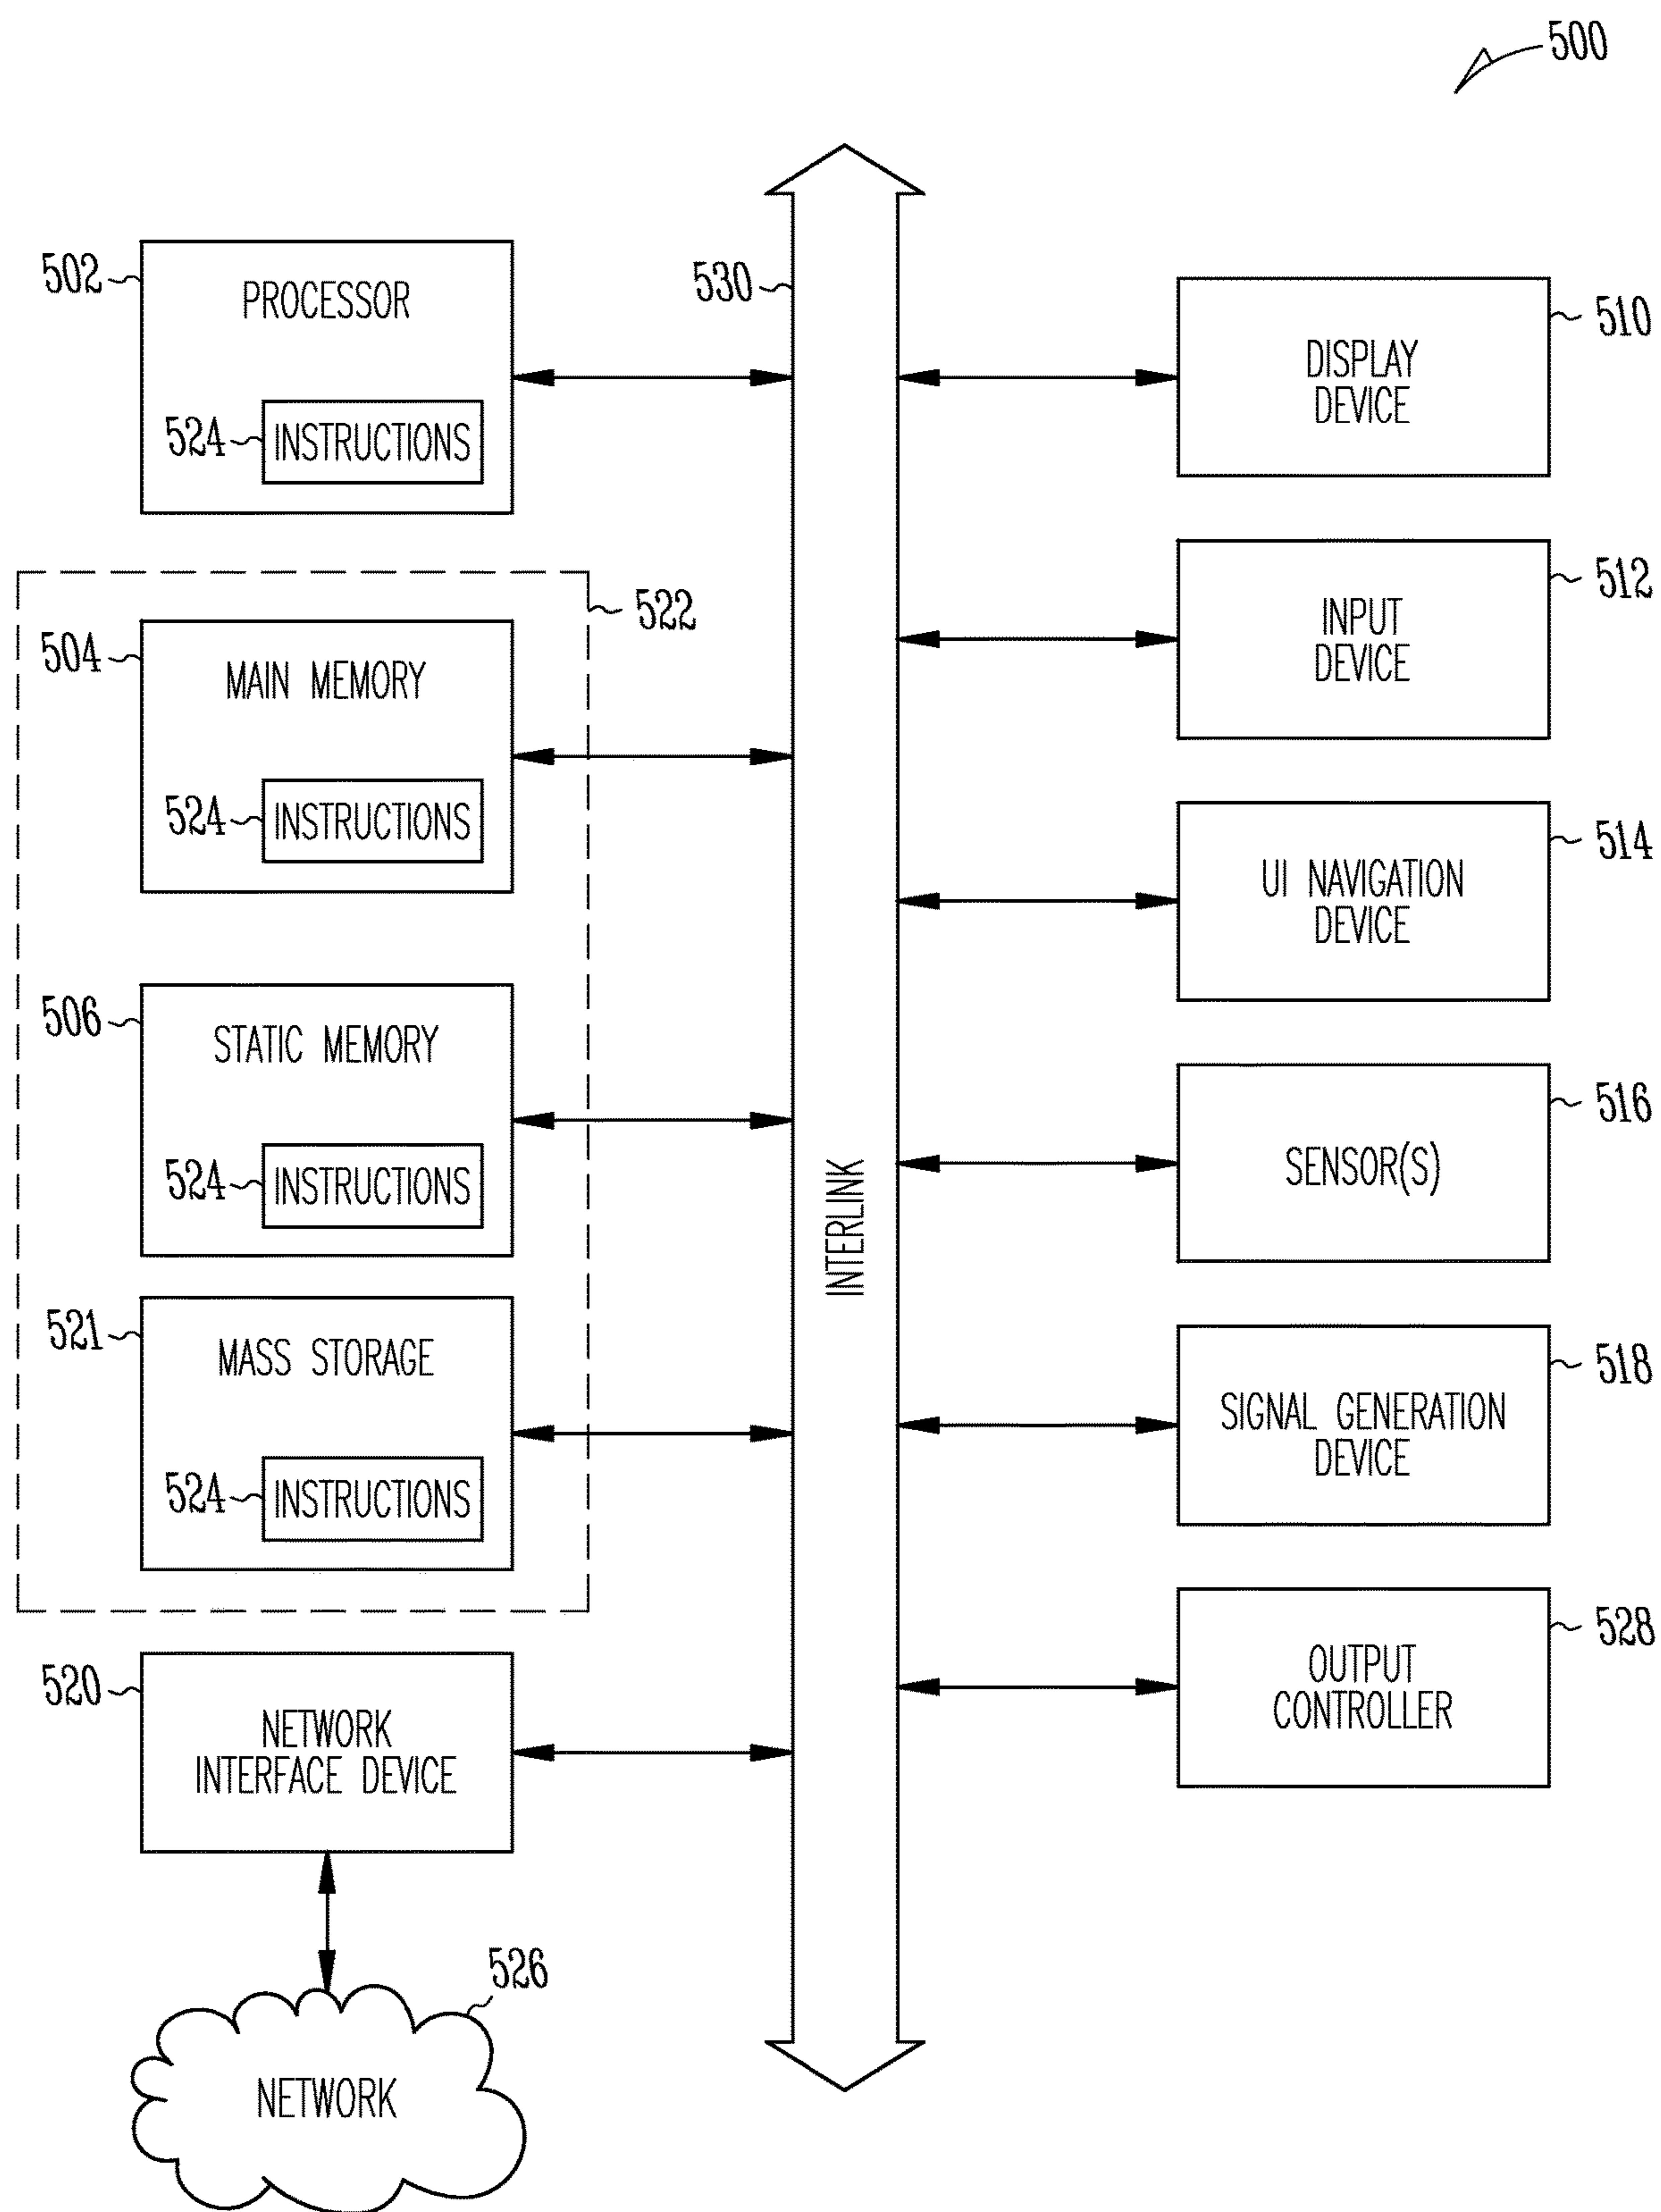 500
502
PROCESSOR
524
INSTRUCTIONS
522
504
MAIN MEMORY
524
INSTRUCTIONS
506
STATIC MEMORY
524
INSTRUCTIONS
521
MASS STORAGE
524
INSTRUCTIONS
520
NETWORK
INTERFACE DEVICE
526
NETWORK
530
INTERLINK
510
DISPLAY
DEVICE
512
INPUT
DEVICE
514
UI NAVIGATION
DEVICE
516
SENSOR(S)
518
SIGNAL GENERATION
DEVICE
528
OUTPUT
CONTROLLER